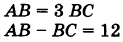 AB = 3 BC
AB − BC = 12